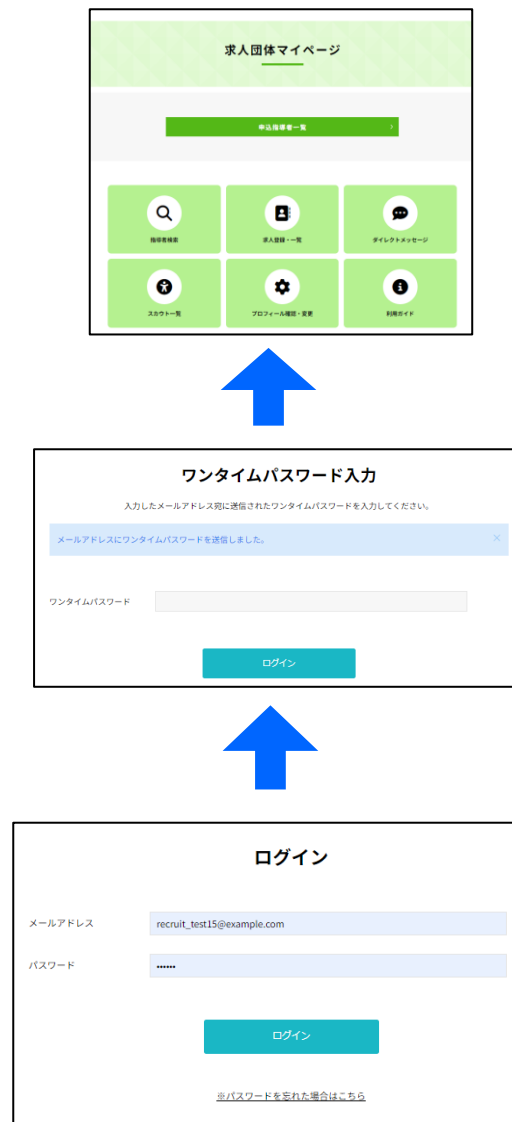 求人団体マイページ
申込指導者一覧
指導者検索
求人登録・一覧
ダイレクトメッセージ
スカウト一覧
プロフィール確認・変更
利用ガイド
ワンタイムパスワード入力
入力したメールアドレス宛に送信されたワンタイムパスワードを入力してください。
メールアドレスにワンタイムパスワードを送信しました。
ワンタイムパスワード
ログイン
ログイン
メールアドレス
recruit_test15@example.com
パスワード
••••••
ログイン
※パスワードを忘れた場合はこちら